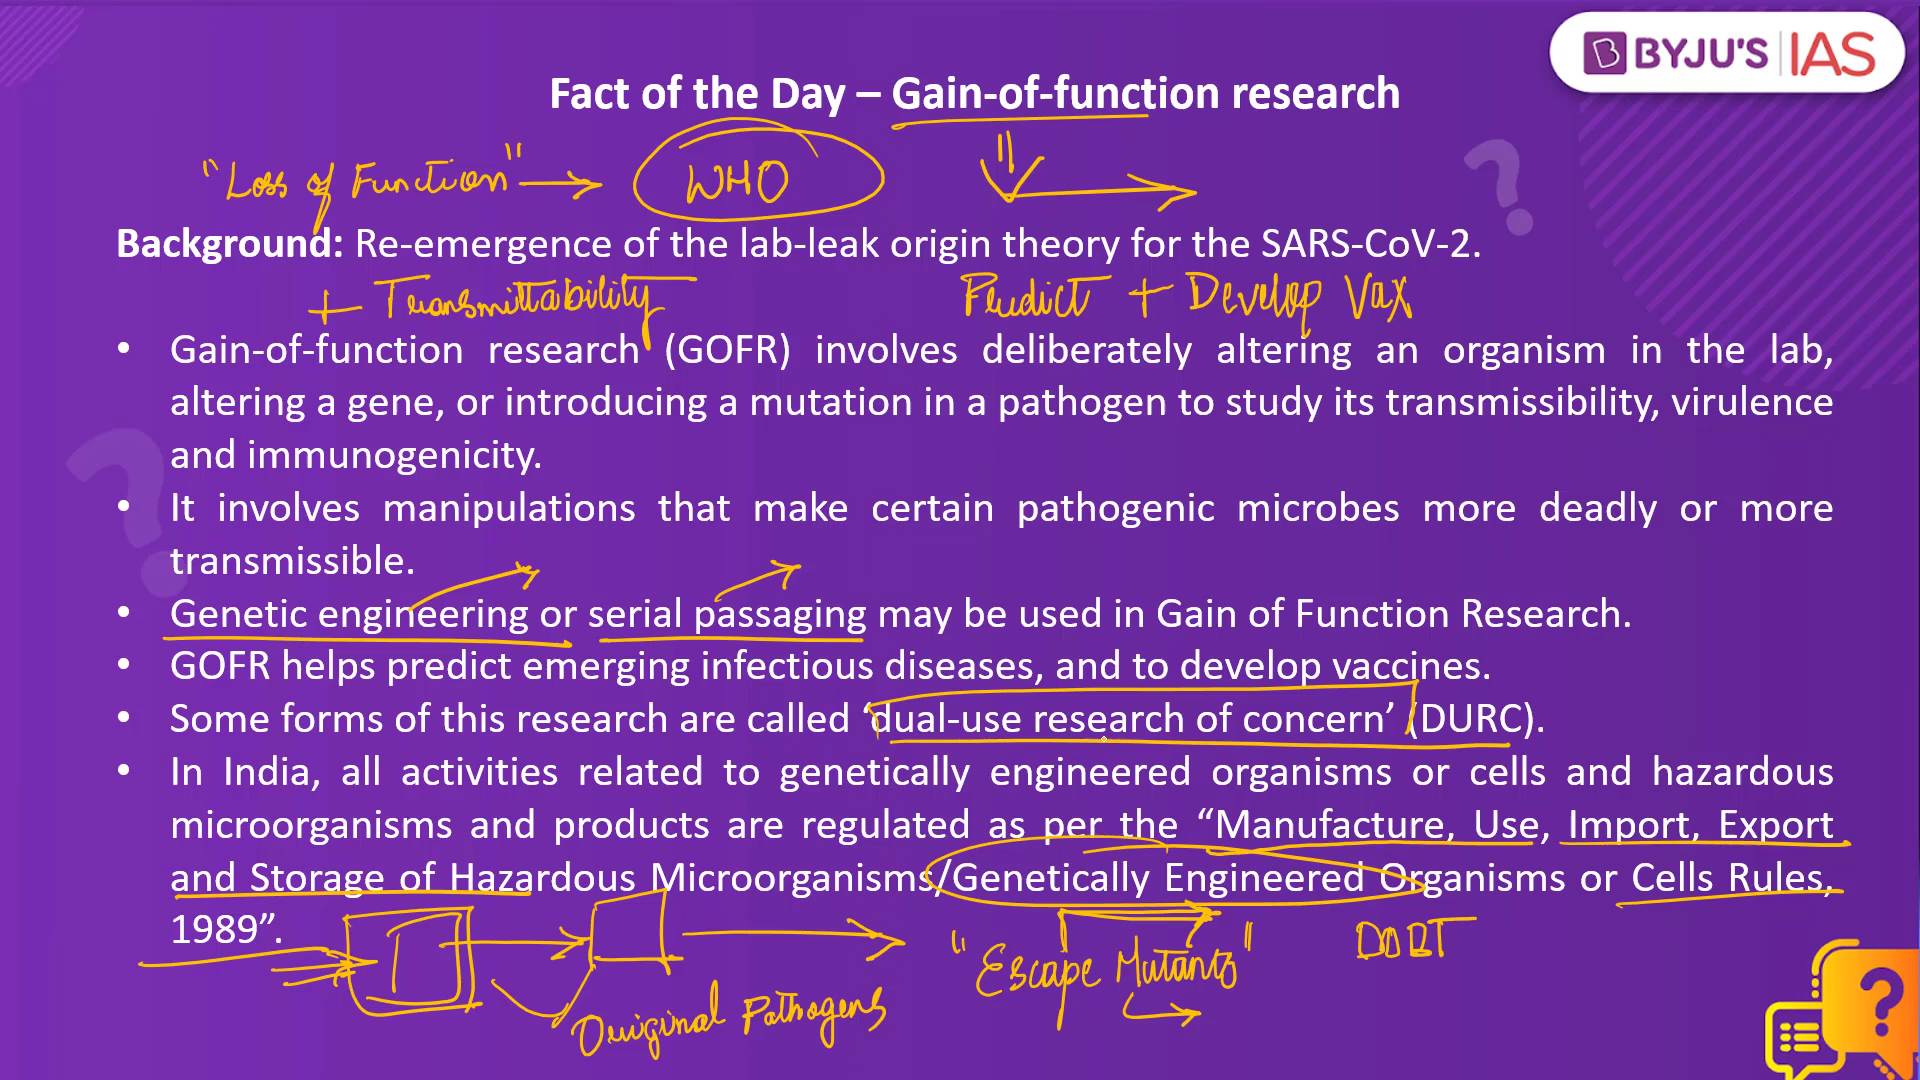 BYJU'S IAS
Fact of the Day – Gain-of-function research
"Loss of Function" WHO
Background: Re-emergence of the lab-leak origin theory for the SARS-CoV-2.
+ Transmittability Predict + Develop Vax
• Gain-of-function research (GOFR) involves deliberately altering an organism in the lab,
altering a gene, or introducing a mutation in a pathogen to study its transmissibility, virulence
and immunogenicity.
• It involves manipulations that make certain pathogenic microbes more deadly or more
transmissible.
• Genetic engineering or serial passaging may be used in Gain of Function Research.
• GOFR helps predict emerging infectious diseases, and to develop vaccines.
• Some forms of this research are called ‘dual-use research of concern’ (DURC).
• In India, all activities related to genetically engineered organisms or cells and hazardous
microorganisms and products are regulated as per the “Manufacture, Use, Import, Export
and Storage of Hazardous Microorganisms/Genetically Engineered Organisms or Cells Rules,
1989”.
"Escape Mutants"
Original Pathogens